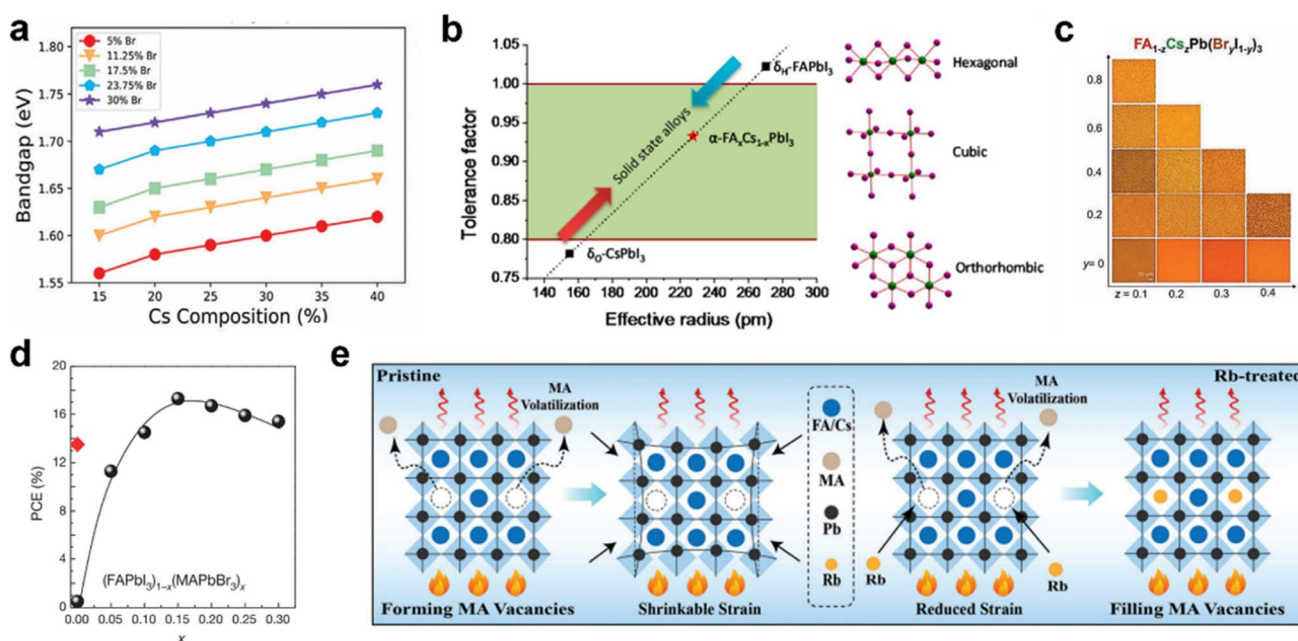 a
Bandgap (eV)
1.80
1.75
1.70
1.65
1.60
1.55
5% Br
11.25% Br
17.5% Br
23.75% Br
30% Br
15 20 25 30 35 40
Cs Composition (%)
b
Tolerance factor
1.05
1.00
0.95
0.90
0.85
0.80
0.75
δH-FAPbI3
Solid state alloys
α-FAxCs1-xPbI3
δO-CsPbI3
140 160 180 200 220 240 260 280 300
Effective radius (pm)
Hexagonal
Cubic
Orthorhombic
c
FA1-zCszPb(BryI1-y)3
0.8
0.6
0.4
0.2
y= 0
z = 0.1 0.2 0.3 0.4
d
PCE (%)
20
16
12
8
4
0
(FAPbI3)1−x(MAPbBr3)x
0.00 0.05 0.10 0.15 0.20 0.25 0.30
x
e
Pristine
MA
Volatilization
FA/Cs
MA
Pb
Rb
MA
Volatilization
Rb-treated
Rb
Rb
Forming MA Vacancies
Shrinkable Strain
Reduced Strain
Filling MA Vacancies